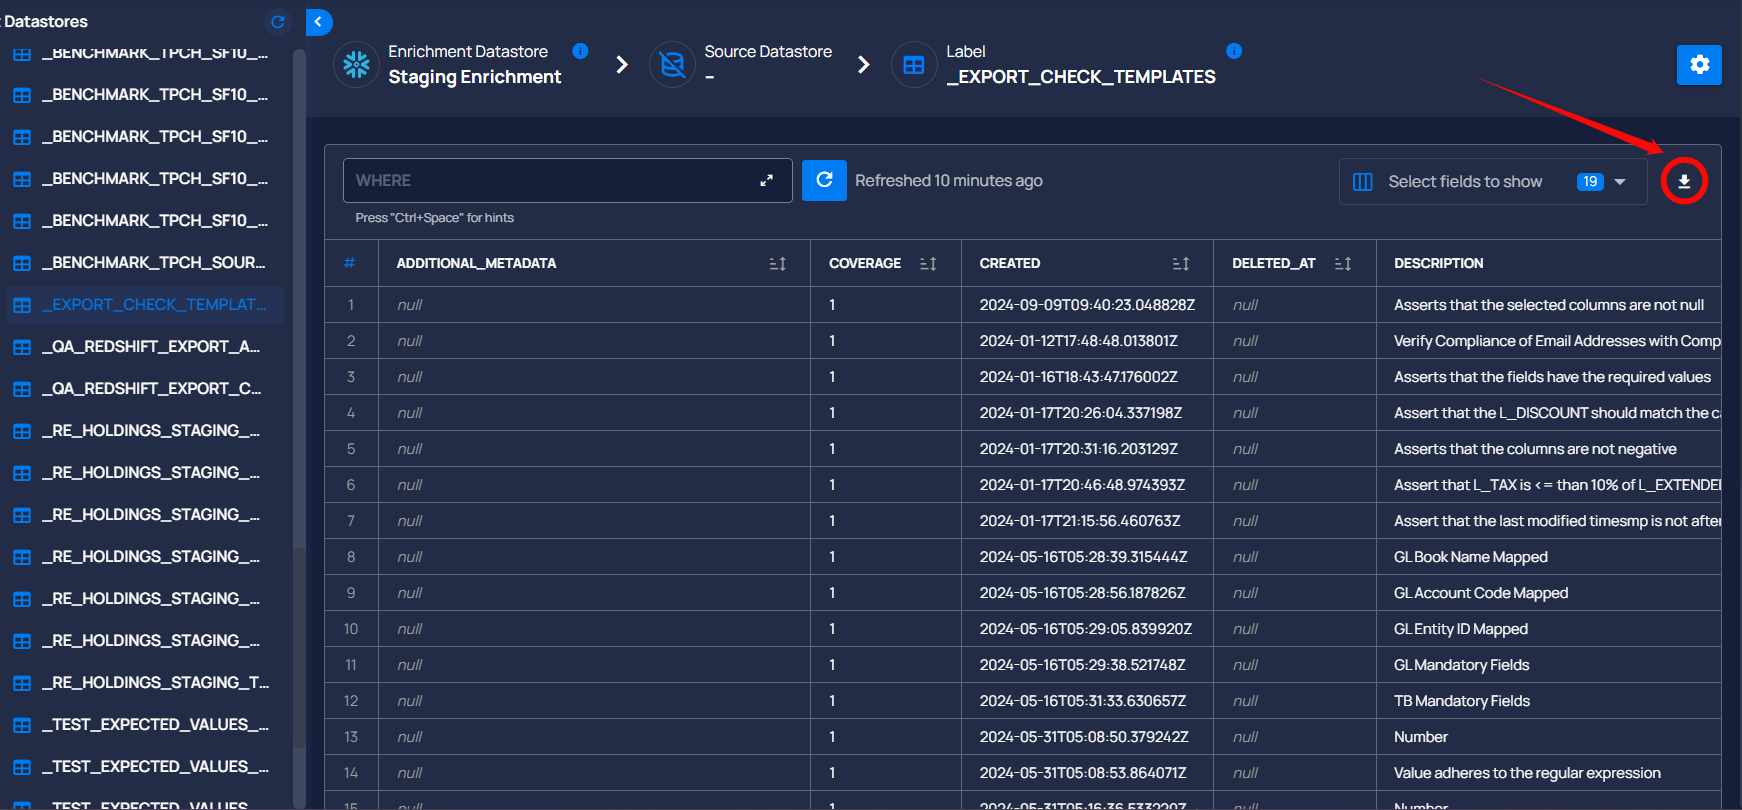 Datastores
_BENCHMARK_TPCH_SF10_...
_BENCHMARK_TPCH_SF10_...
_BENCHMARK_TPCH_SF10_...
_BENCHMARK_TPCH_SF10_...
_BENCHMARK_TPCH_SF10_...
_BENCHMARK_TPCH_SOUR...
_EXPORT_CHECK_TEMPLAT...
_QA_REDSHIFT_EXPORT_A...
_QA_REDSHIFT_EXPORT_C...
_RE_HOLDINGS_STAGING_...
_RE_HOLDINGS_STAGING_...
_RE_HOLDINGS_STAGING_...
_RE_HOLDINGS_STAGING_...
_RE_HOLDINGS_STAGING_...
_RE_HOLDINGS_STAGING_...
_RE_HOLDINGS_STAGING_T...
_TEST_EXPECTED_VALUES_...
_TEST_EXPECTED_VALUES_...
_TEST_EXPECTED_VALUES
Enrichment Datastore
Staging Enrichment
Source Datastore
–
Label
_EXPORT_CHECK_TEMPLATES
WHERE
Refreshed 10 minutes ago
Select fields to show 19
Press "Ctrl+Space" for hints
# ADDITIONAL_METADATA COVERAGE CREATED DELETED_AT DESCRIPTION
1 null 1 2024-09-09T09:40:23.048828Z null Asserts that the selected columns are not null
2 null 1 2024-01-12T17:48:48.013801Z null Verify Compliance of Email Addresses with Comp
3 null 1 2024-01-16T18:43:47.176002Z null Asserts that the fields have the required values
4 null 1 2024-01-17T20:26:04.337198Z null Assert that the L_DISCOUNT should match the ca
5 null 1 2024-01-17T20:31:16.203129Z null Asserts that the columns are not negative
6 null 1 2024-01-17T20:46:48.974393Z null Assert that L_TAX is <= than 10% of L_EXTENDE
7 null 1 2024-01-17T21:15:56.460763Z null Assert that the last modified timesmp is not after
8 null 1 2024-05-16T05:28:39.315444Z null GL Book Name Mapped
9 null 1 2024-05-16T05:28:56.187826Z null GL Account Code Mapped
10 null 1 2024-05-16T05:29:05.839920Z null GL Entity ID Mapped
11 null 1 2024-05-16T05:29:38.521748Z null GL Mandatory Fields
12 null 1 2024-05-16T05:31:33.630657Z null TB Mandatory Fields
13 null 1 2024-05-31T05:08:50.379242Z null Number
14 null 1 2024-05-31T05:08:53.864071Z null Value adheres to the regular expression
15 null 1 2024-05-31T05:16:36.533220Z null Number